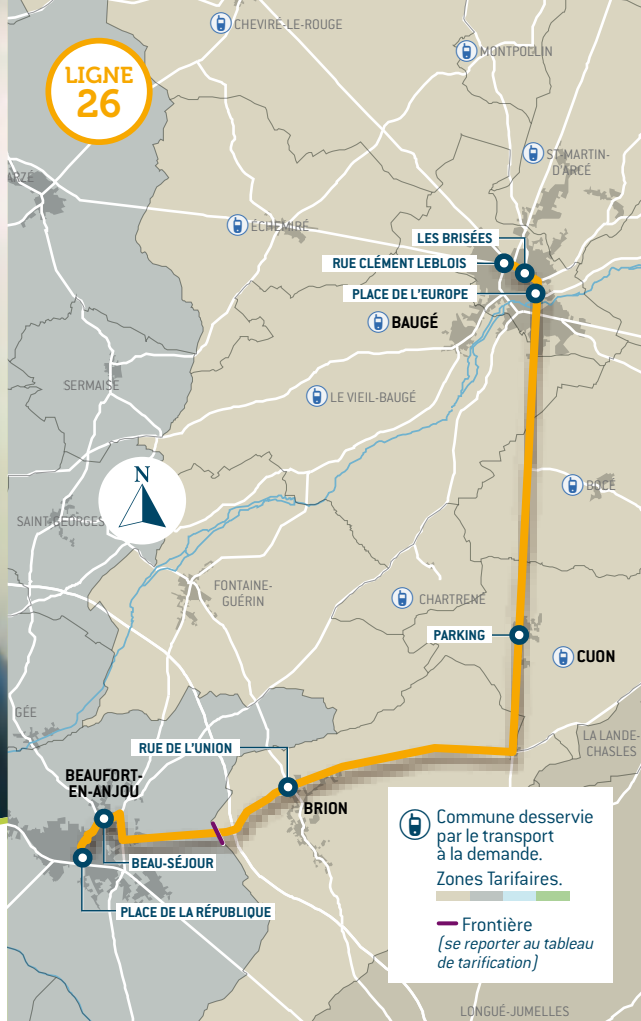 CHEVIRÉ-LE-ROUGE
MONTPOLLIN
LIGNE
26
ST-MARTIN-
D'ARCÉ
ARZÉ
ÉCHEMIRÉ
LES BRISÉES
RUE CLÉMENT LEBLOIS
PLACE DE L'EUROPE
BAUGÉ
SERMAISE
LE VIEIL-BAUGÉ
N
BOCÉ
SAINT-GEORGES
FONTAINE-
GUÉRIN
CHARTRENÉ
PARKING
CUON
GÉE
LA LANDE-
CHASLES
RUE DE L'UNION
BEAUFORT-
EN-ANJOU
BRION
BEAU-SÉJOUR
PLACE DE LA RÉPUBLIQUE
Commune desservie
par le transport
à la demande.
Zones Tarifaires.
Frontière
(se reporter au tableau
de tarification)
LONGUÉ-JUMELLES